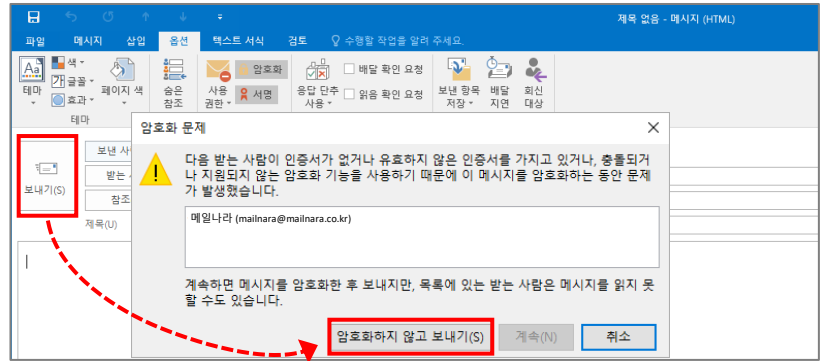 제목 없음 - 메시지 (HTML)
파일 메시지 삽입 옵션 텍스트 서식 검토 수행할 작업을 알려 주세요.
테마
색
글꼴
효과
페이지 색
숨은 참조
사용 권한
암호화
서명
응답 단추 사용
배달 확인 요청
읽음 확인 요청
보낸 항목 저장
배달 지연
회신 대상
테마
암호화 문제
보내기(S)
보낸 사
받는
참조
제목(U)
다음 받는 사람이 인증서가 없거나 유효하지 않은 인증서를 가지고 있거나, 충돌되거
나 지원되지 않는 암호화 기능을 사용하기 때문에 이 메시지를 암호화하는 동안 문제
가 발생했습니다.
메일나라 (mailnara@mailnara.co.kr)
계속하면 메시지를 암호화한 후 보내지만, 목록에 있는 받는 사람은 메시지를 읽지 못
할 수도 있습니다.
암호화하지 않고 보내기(S) 계속(N) 취소